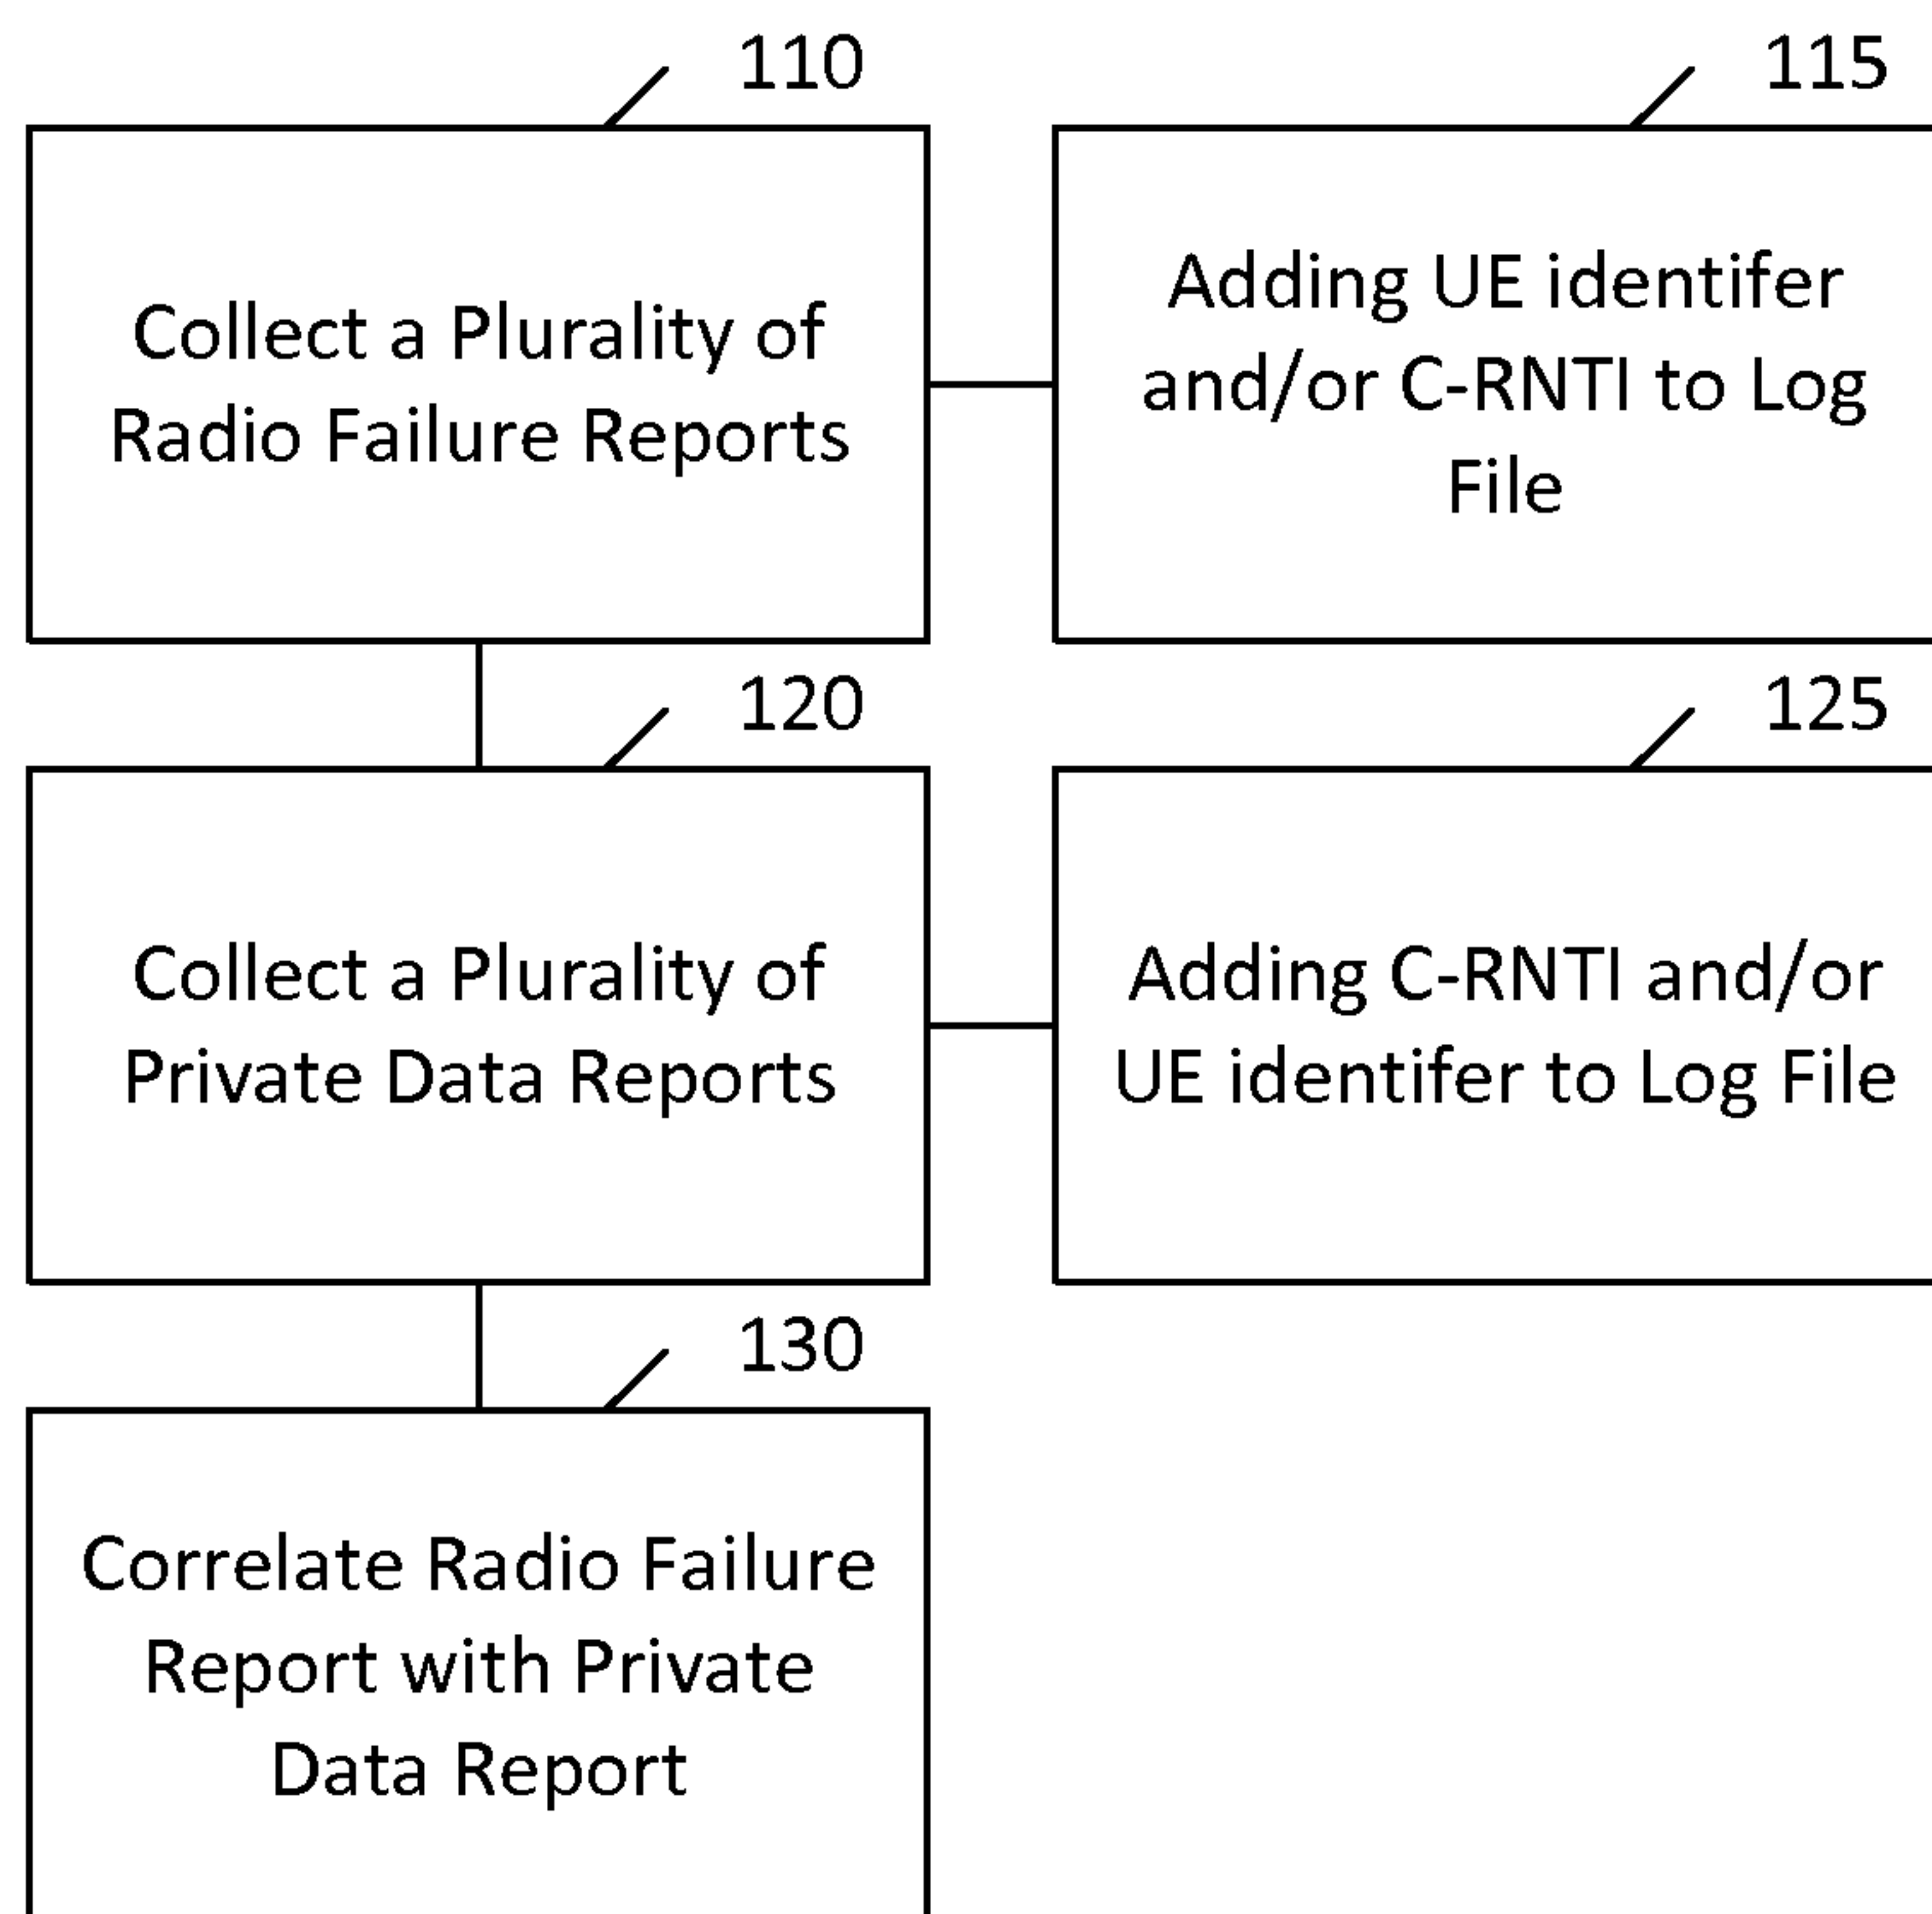 110
Collect a Plurality of
Radio Failure Reports
115
Adding UE identifer
and/or C-RNTI to Log
File
120
Collect a Plurality of
Private Data Reports
125
Adding C-RNTI and/or
UE identifer to Log File
130
Correlate Radio Failure
Report with Private
Data Report